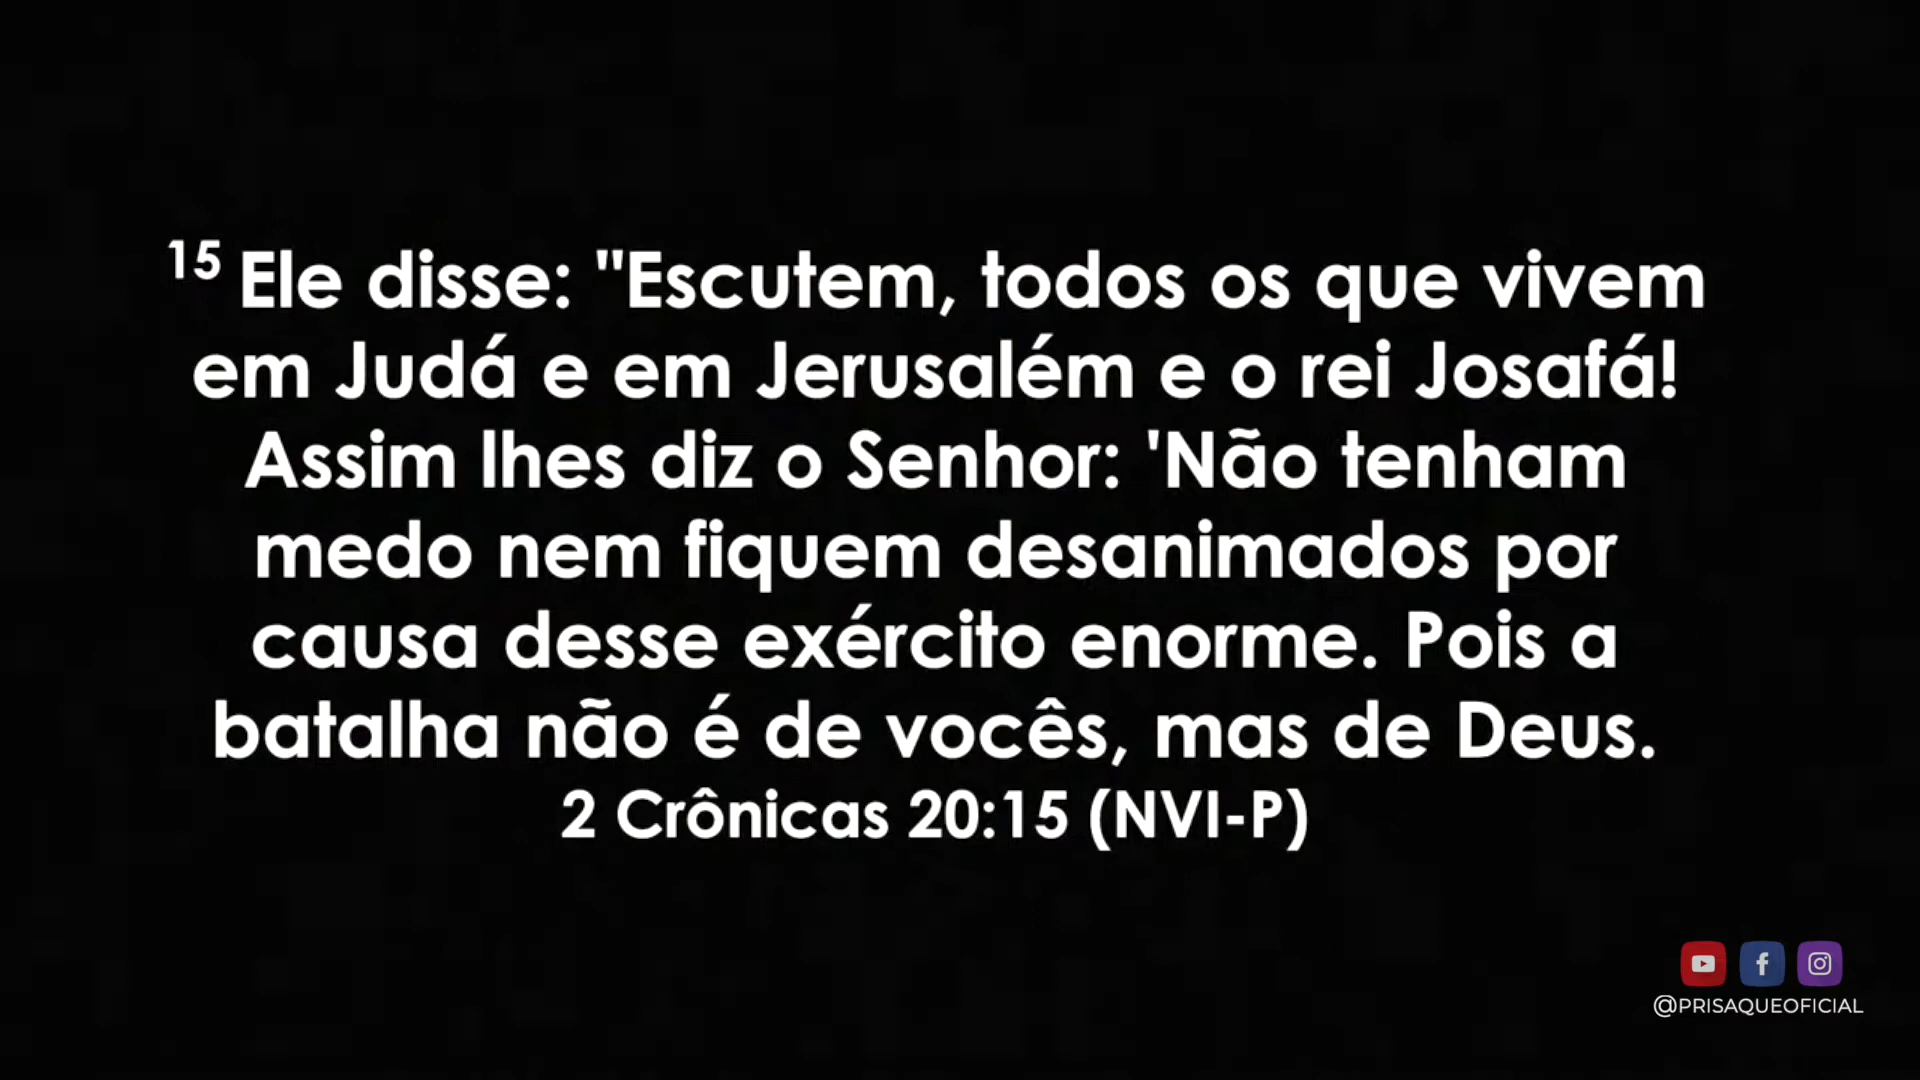 15 Ele disse: "Escutem, todos os que vivem
em Judá e em Jerusalém e o rei Josafá!
Assim lhes diz o Senhor: 'Não tenham
medo nem fiquem desanimados por
causa desse exército enorme. Pois a
batalha não é de vocês, mas de Deus.
2 Crônicas 20:15 (NVI-P)
@PRISAQUEOFICIAL